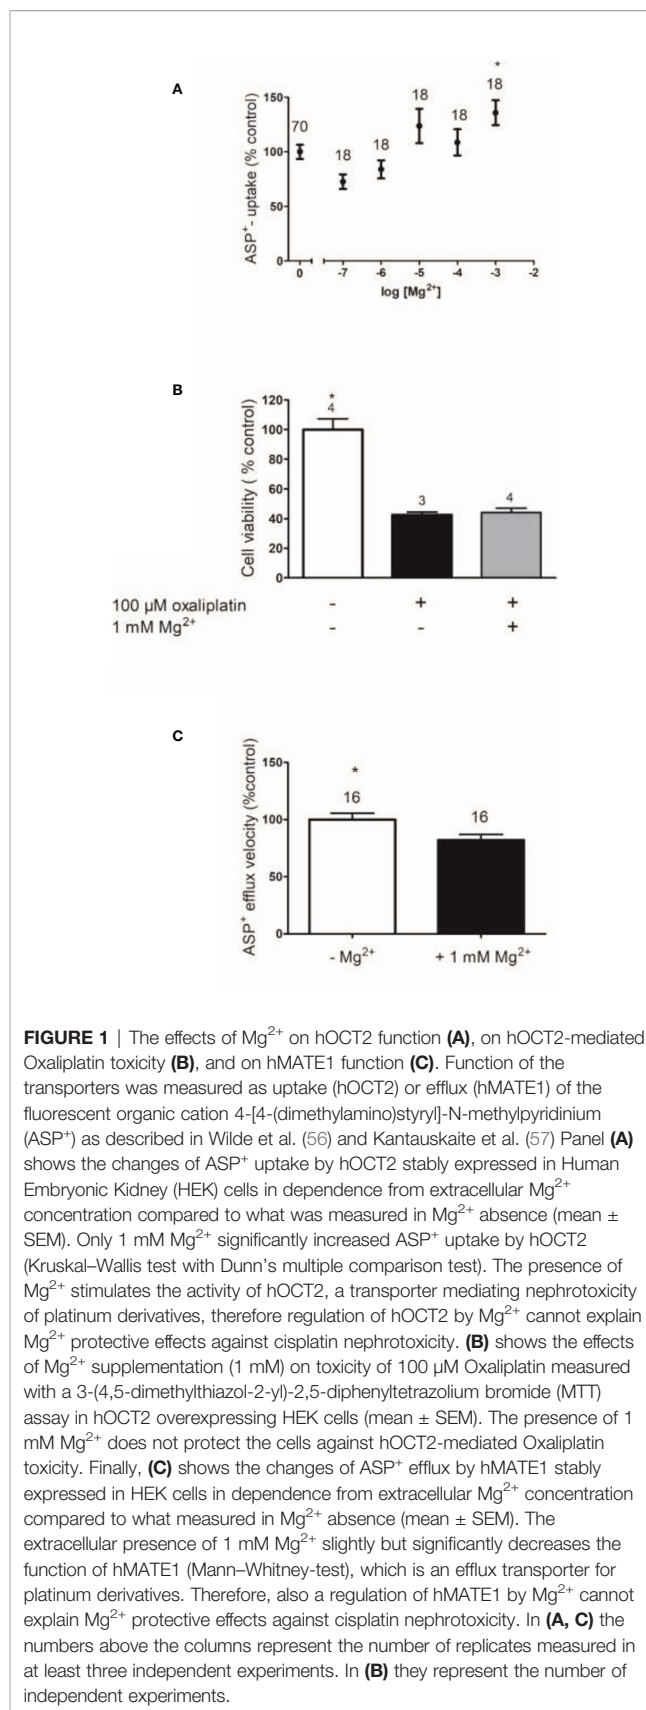 A
ASP⁺- uptake (% control)
150
100
50
0
70
18
18
18
18
*
18
0
-7
-6
-5
-4
-3
-2
log [Mg²⁺]
B
Cell viability ( % control)
120
100
80
60
40
20
0
*
4
3
4
100 µM oxaliplatin - + +
1 mM Mg²⁺ - - +
C
ASP⁺ efflux velocity (%control)
150
100
50
0
*
16
16
- Mg²⁺
+ 1 mM Mg²⁺
FIGURE 1 | The effects of Mg²⁺ on hOCT2 function (A), on hOCT2-mediated
Oxaliplatin toxicity (B), and on hMATE1 function (C). Function of the
transporters was measured as uptake (hOCT2) or efflux (hMATE1) of the
fluorescent organic cation 4-[4-(dimethylamino)styryl]-N-methylpyridinium
(ASP⁺) as described in Wilde et al. (56) and Kantauskaite et al. (57) Panel (A)
shows the changes of ASP⁺ uptake by hOCT2 stably expressed in Human
Embryonic Kidney (HEK) cells in dependence from extracellular Mg²⁺
concentration compared to what was measured in Mg²⁺ absence (mean ±
SEM). Only 1 mM Mg²⁺ significantly increased ASP⁺ uptake by hOCT2
(Kruskal–Wallis test with Dunn's multiple comparison test). The presence of
Mg²⁺ stimulates the activity of hOCT2, a transporter mediating nephrotoxicity
of platinum derivatives, therefore regulation of hOCT2 by Mg²⁺ cannot explain
Mg²⁺ protective effects against cisplatin nephrotoxicity. (B) shows the effects
of Mg²⁺ supplementation (1 mM) on toxicity of 100 µM Oxaliplatin measured
with a 3-(4,5-dimethylthiazol-2-yl)-2,5-diphenyltetrazolium bromide (MTT)
assay in hOCT2 overexpressing HEK cells (mean ± SEM). The presence of 1
mM Mg²⁺ does not protect the cells against hOCT2-mediated Oxaliplatin
toxicity. Finally, (C) shows the changes of ASP⁺ efflux by hMATE1 stably
expressed in HEK cells in dependence from extracellular Mg²⁺ concentration
compared to what measured in Mg²⁺ absence (mean ± SEM). The
extracellular presence of 1 mM Mg²⁺ slightly but significantly decreases the
function of hMATE1 (Mann–Whitney-test), which is an efflux transporter for
platinum derivatives. Therefore, also a regulation of hMATE1 by Mg²⁺ cannot
explain Mg²⁺ protective effects against cisplatin nephrotoxicity. In (A, C) the
numbers above the columns represent the number of replicates measured in
at least three independent experiments. In (B) they represent the number of
independent experiments.